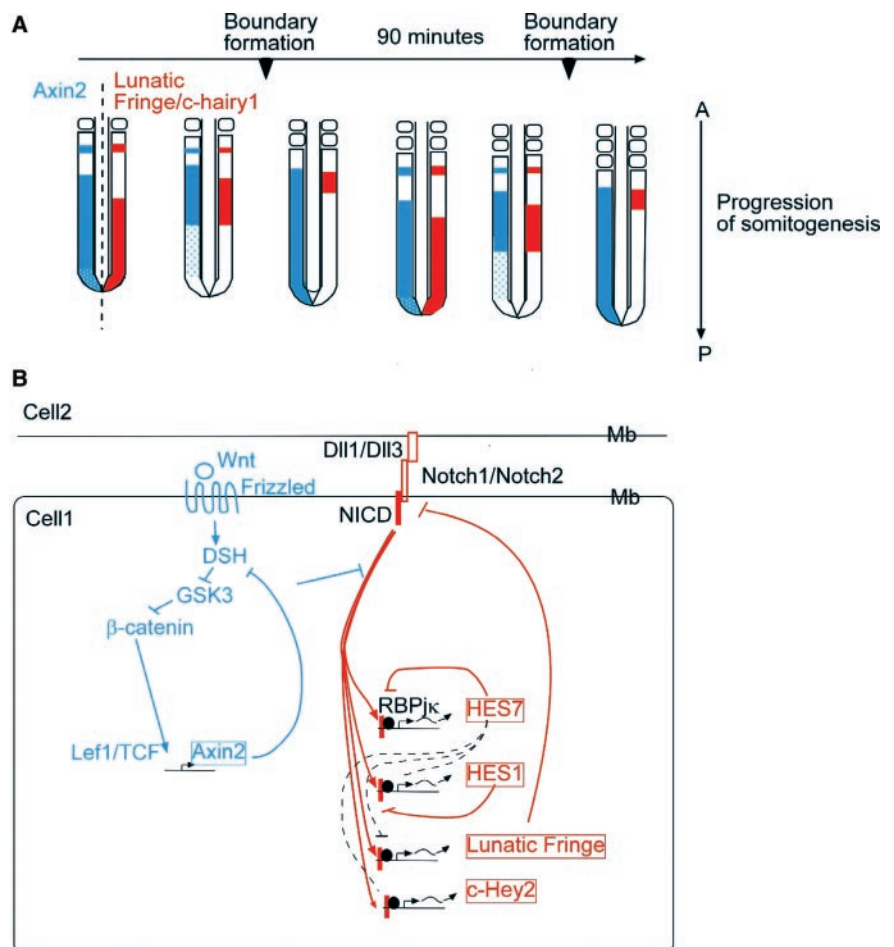 A
Boundary
formation
90 minutes
Boundary
formation
Axin2
Lunatic
Fringe/c-hairy1
A
Progression
of somitogenesis
P
B
Cell2
Mb
Dll1/Dll3
Wnt
Notch1/Notch2
Frizzled
Mb
Cell1
NICD
DSH
GSK3
β-catenin
RBPjκ
HES7
Lef1/TCF
Axin2
HES1
Lunatic Fringe
c-Hey2